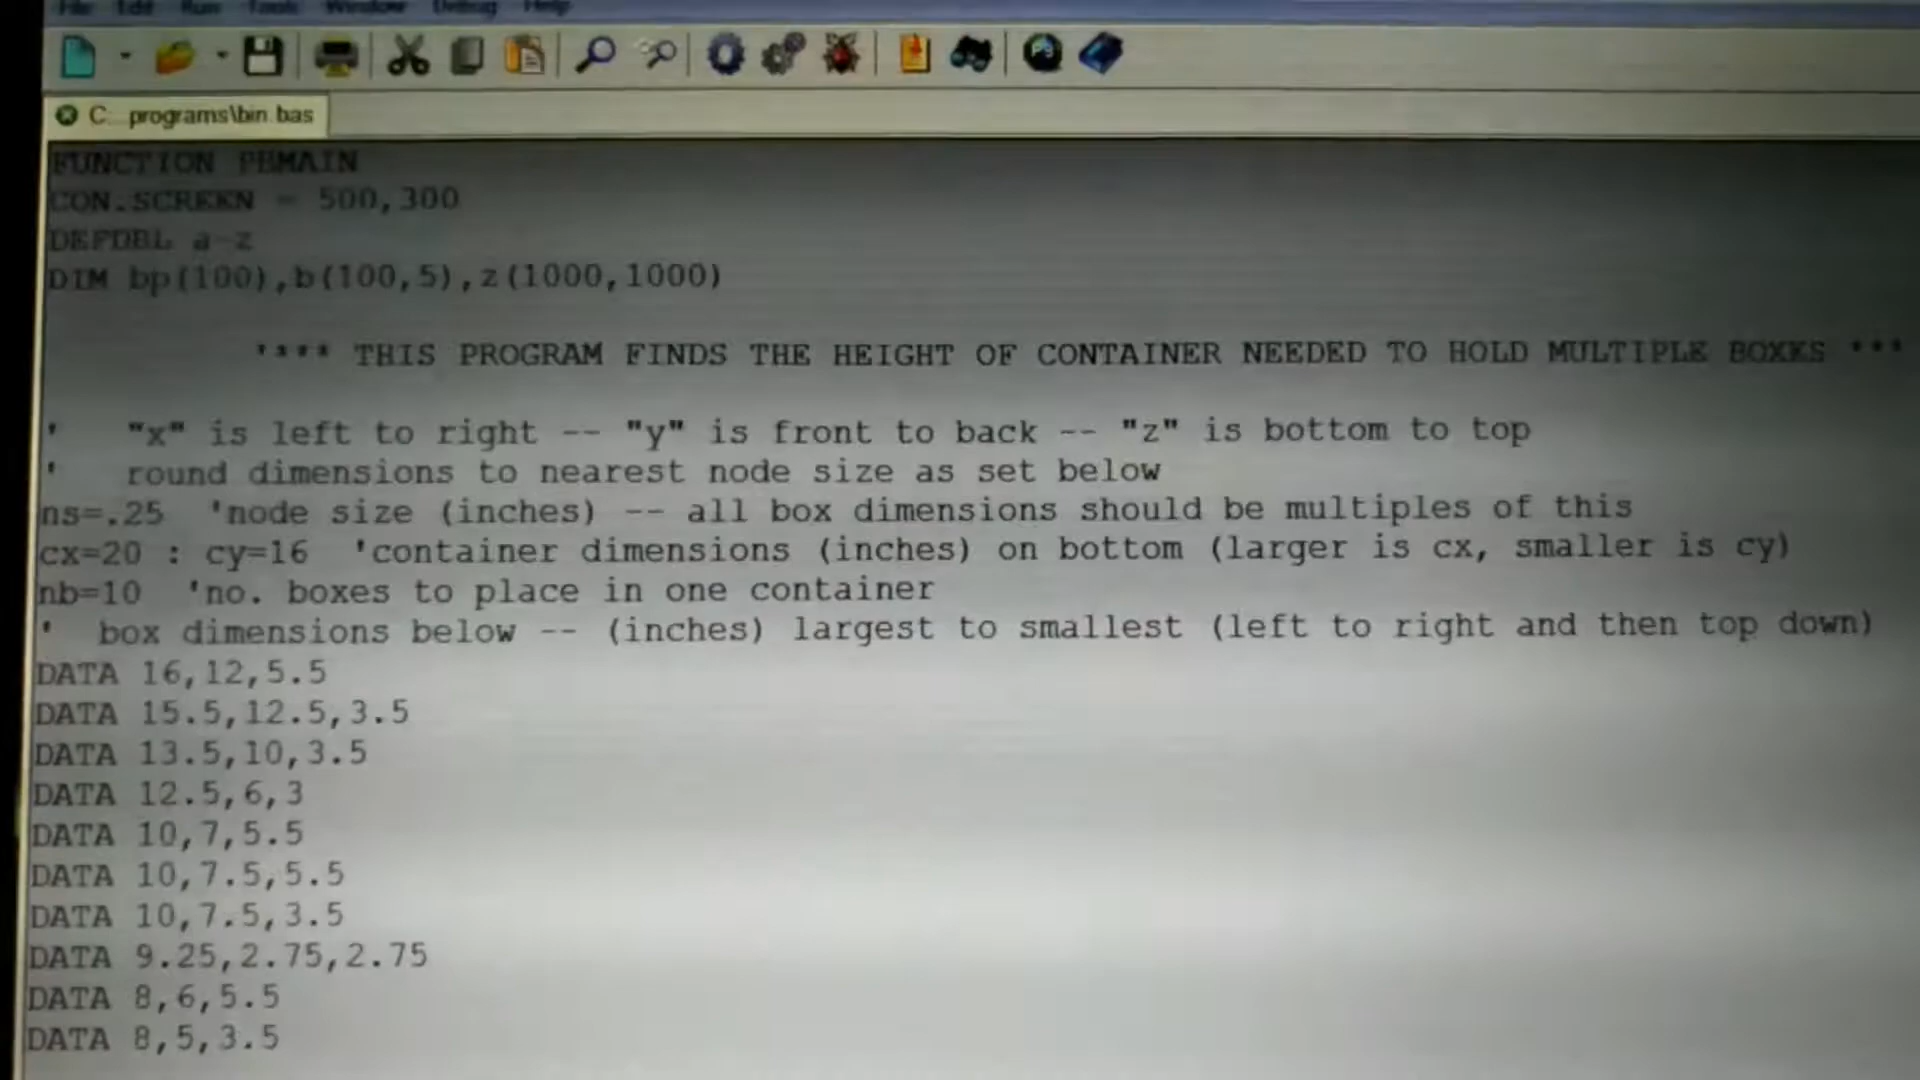 File Edit Run Tools Window Debug Help
C: programs\bin.bas
FUNCTION PBMAIN
CON.SCREEN = 500,300
DEFDBL a-z
DIM bp(100),b(100,5),z(1000,1000)
'*** THIS PROGRAM FINDS THE HEIGHT OF CONTAINER NEEDED TO HOLD MULTIPLE BOXES ***
' "x" is left to right -- "y" is front to back -- "z" is bottom to top
' round dimensions to nearest node size as set below
ns=.25 'node size (inches) -- all box dimensions should be multiples of this
cx=20 : cy=16 'container dimensions (inches) on bottom (larger is cx, smaller is cy)
nb=10 'no. boxes to place in one container
' box dimensions below -- (inches) largest to smallest (left to right and then top down)
DATA 16,12,5.5
DATA 15.5,12.5,3.5
DATA 13.5,10,3.5
DATA 12.5,6,3
DATA 10,7,5.5
DATA 10,7.5,5.5
DATA 10,7.5,3.5
DATA 9.25,2.75,2.75
DATA 8,6,5.5
DATA 8,5,3.5